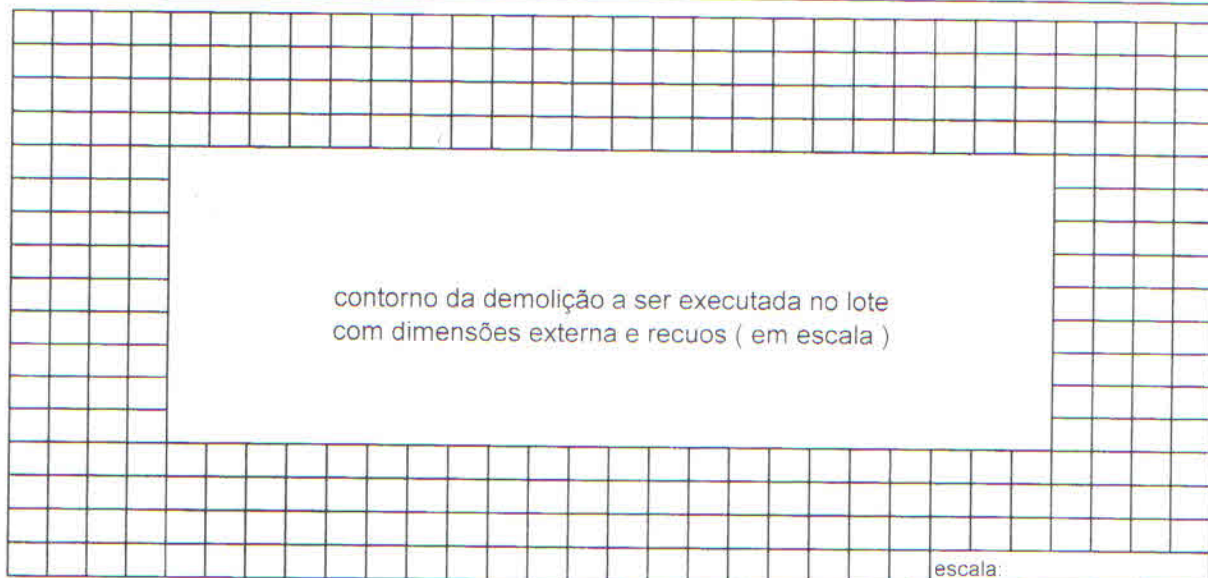 contorno da demolição a ser executada no lote
com dimensões externa e recuos ( em escala )
escala: